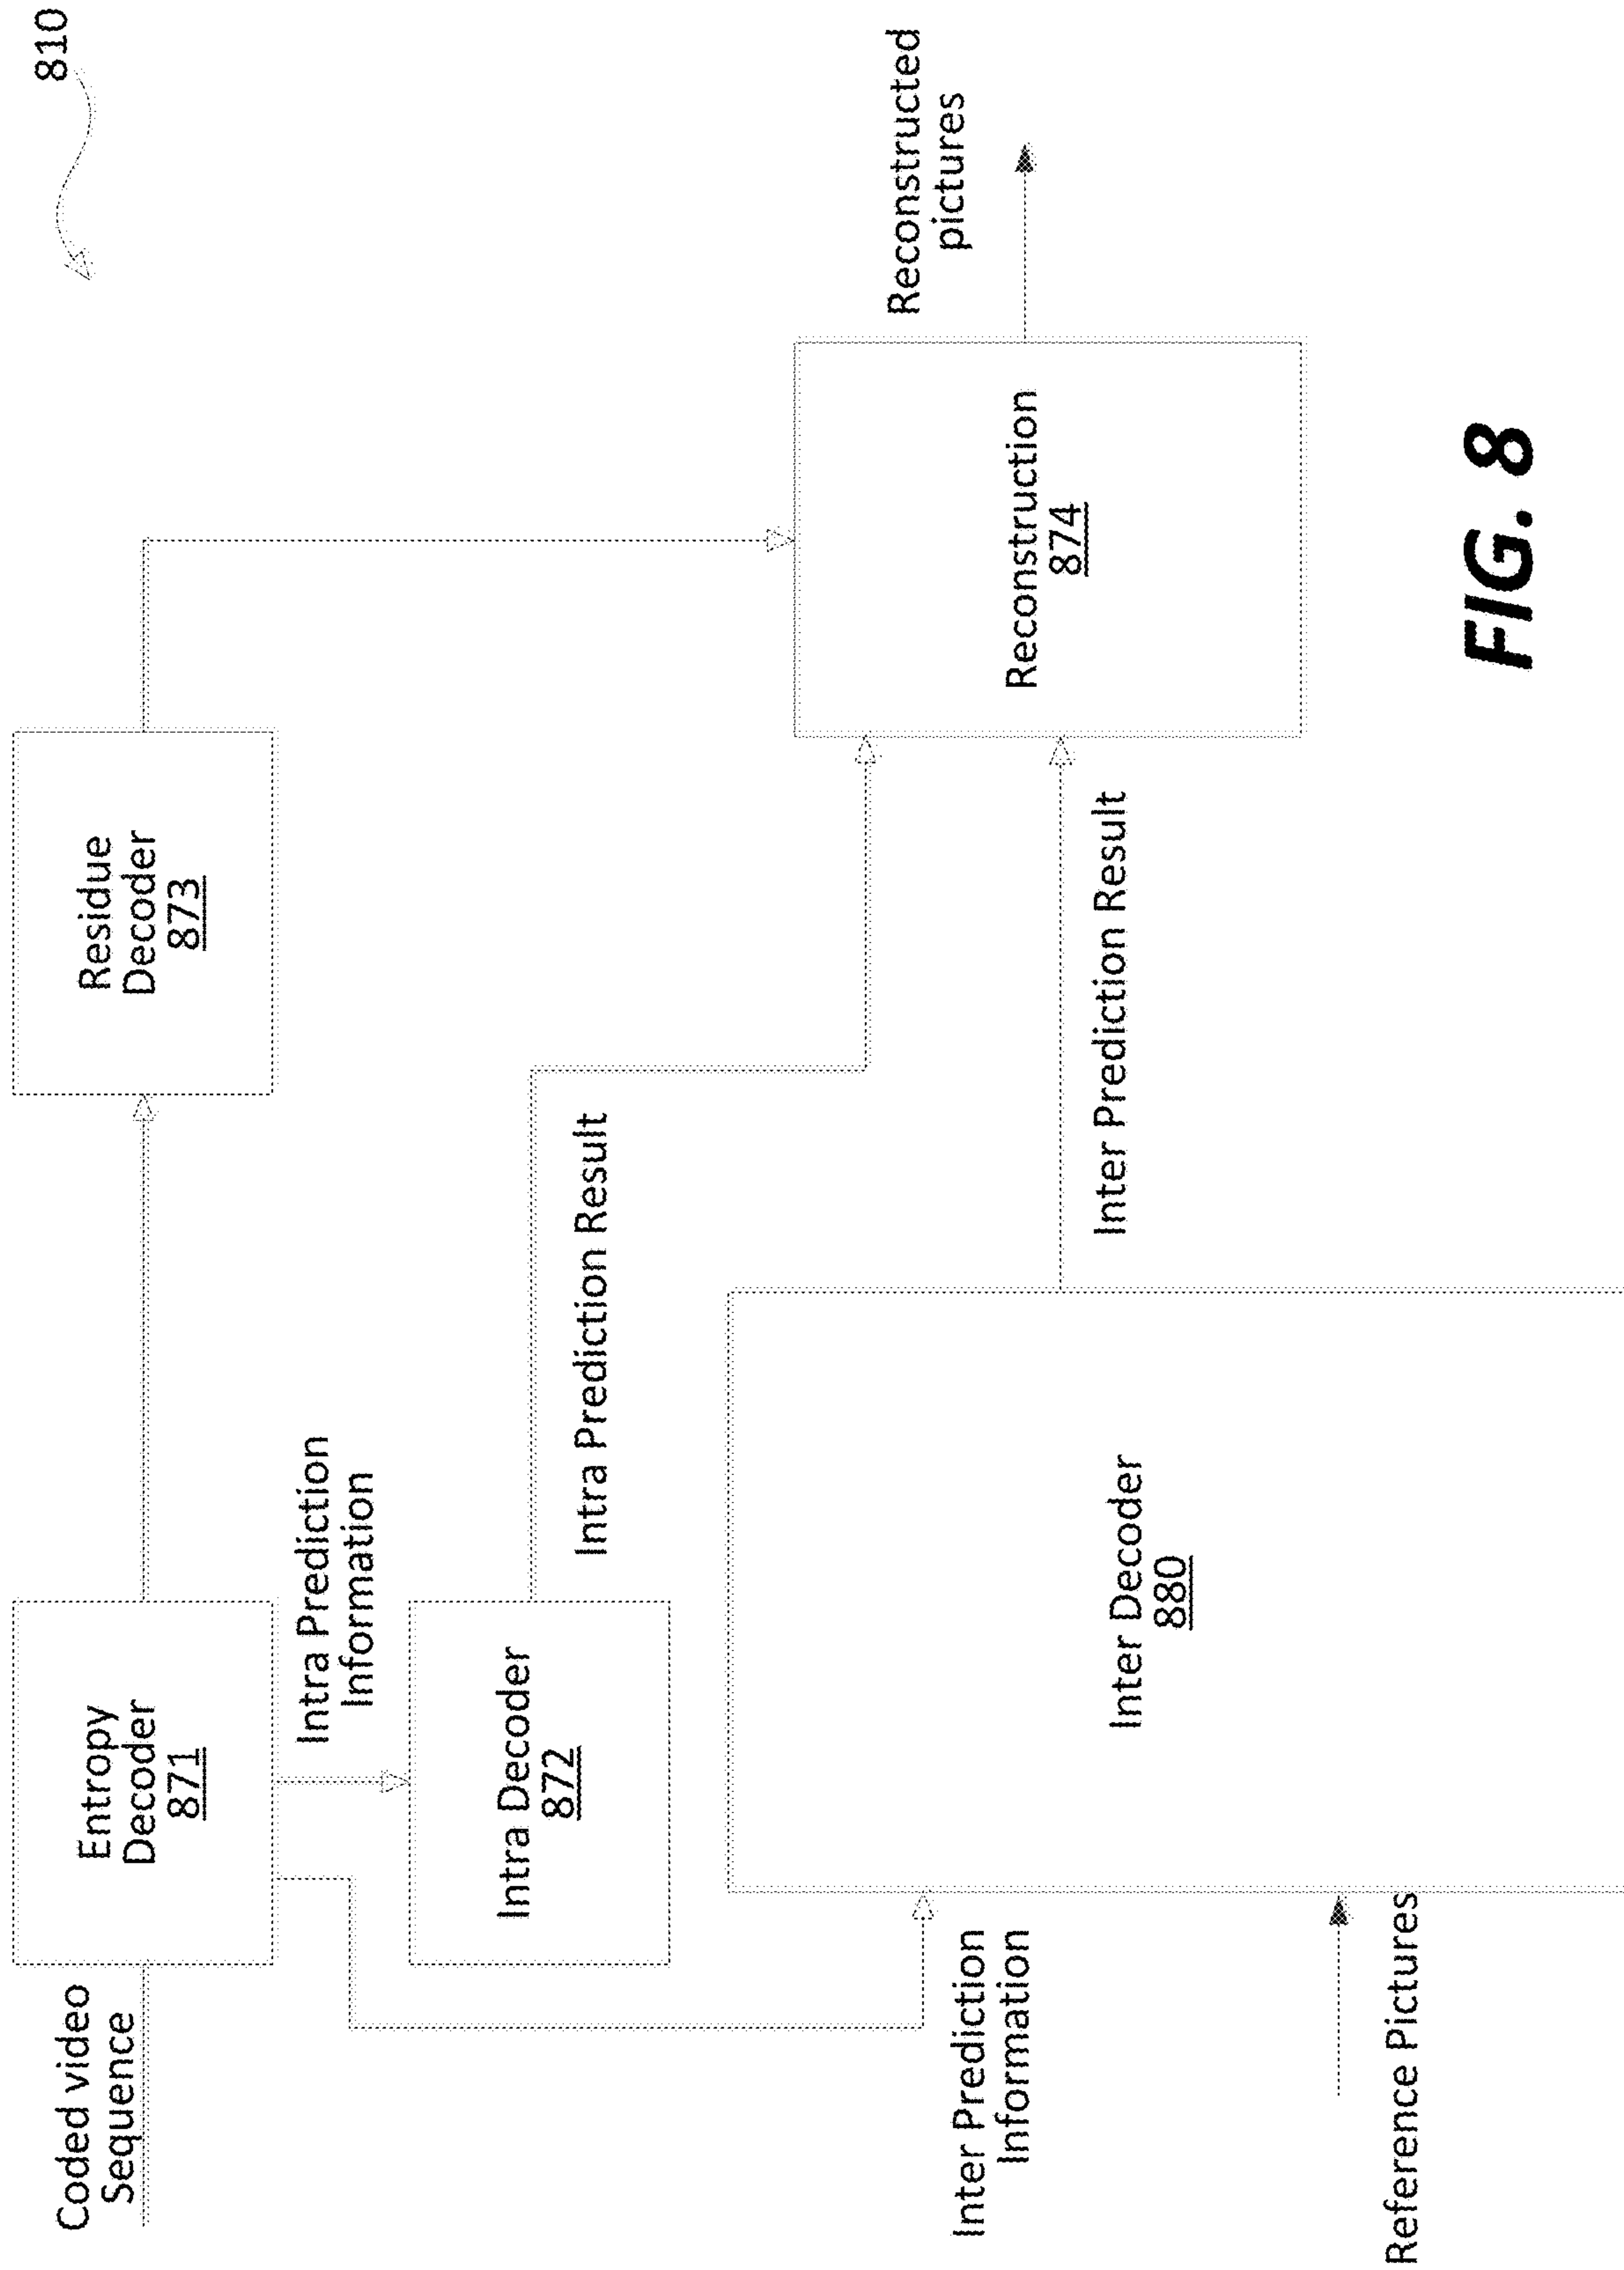 810
Coded video
Sequence
Entropy
Decoder
871
Residue
Decoder
873
Intra Prediction
Information
Intra Decoder
872
Intra Prediction Result
Inter Prediction
Information
Inter Decoder
880
Inter Prediction Result
Reference Pictures
Reconstruction
874
Reconstructed
pictures
FIG. 8